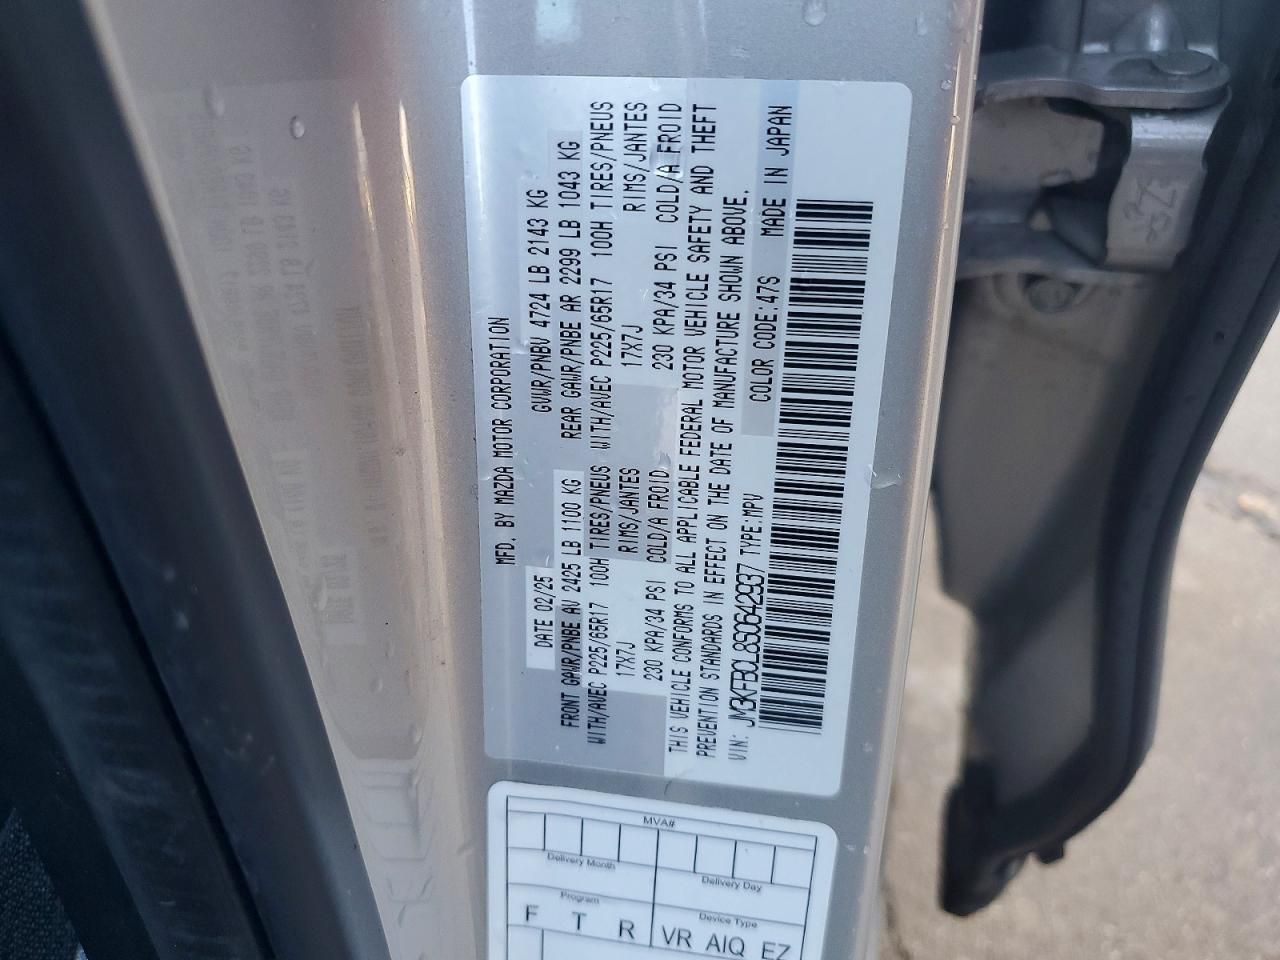 MFD. BY MAZDA MOTOR CORPORATION
DATE 02/25 GVWR/PNBV 4724 LB 2143 KG
FRONT GAWR/PNBE AV 2425 LB 1100 KG REAR GAWR/PNBE AR 2299 LB 1043 KG
WITH/AVEC P225/65R17 100H TIRES/PNEUS WITH/AVEC P225/65R17 100H TIRES/PNEUS
17X7J RIMS/JANTES 17X7J RIMS/JANTES
230 KPA/34 PSI COLD/A FROID 230 KPA/34 PSI COLD/A FROID
THIS VEHICLE CONFORMS TO ALL APPLICABLE FEDERAL MOTOR VEHICLE SAFETY AND THEFT
PREVENTION STANDARDS IN EFFECT ON THE DATE OF MANUFACTURE SHOWN ABOVE.
VIN: JM3KFBCL8S0642937 TYPE:MPV COLOR CODE:47S MADE IN JAPAN
MVA#
Delivery Month Delivery Day
Program Device Type
F T R VR AIQ EZ